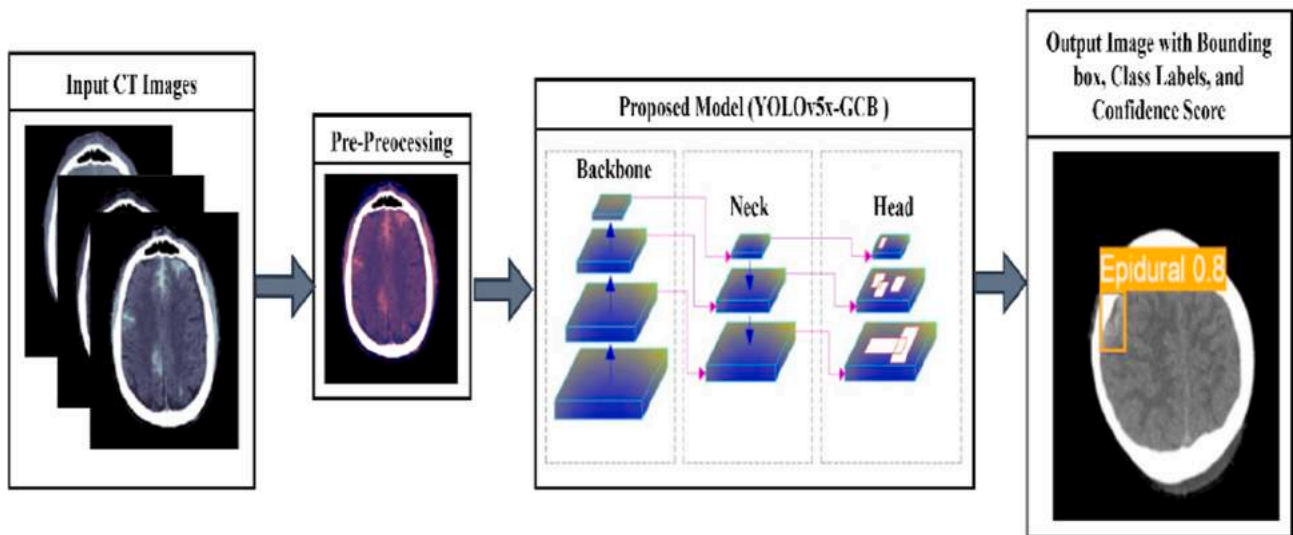 Input CT Images
Pre-Preocessing
Proposed Model (YOLOv5x-GCB )
Backbone
Neck
Head
Output Image with Bounding
box, Class Labels, and
Confidence Score
Epidural 0.8